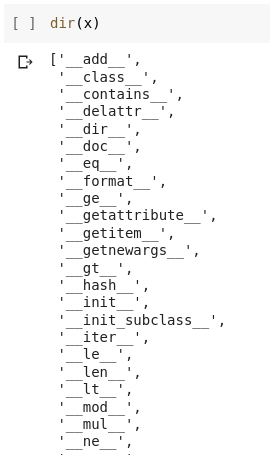 [ ] dir(x)
['__add__',
'__class__',
'__contains__',
'__delattr__',
'__dir__',
'__doc__',
'__eq__',
'__format__',
'__ge__',
'__getattribute__',
'__getitem__',
'__getnewargs__',
'__gt__',
'__hash__',
'__init__',
'__init_subclass__',
'__iter__',
'__le__',
'__len__',
'__lt__',
'__mod__',
'__mul__',
'__ne__',